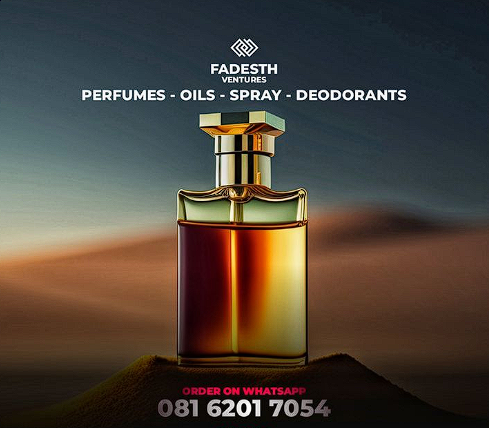 FADESTH
VENTURES
PERFUMES - OILS - SPRAY - DEODORANTS
ORDER ON WHATSAPP
081 6201 7054